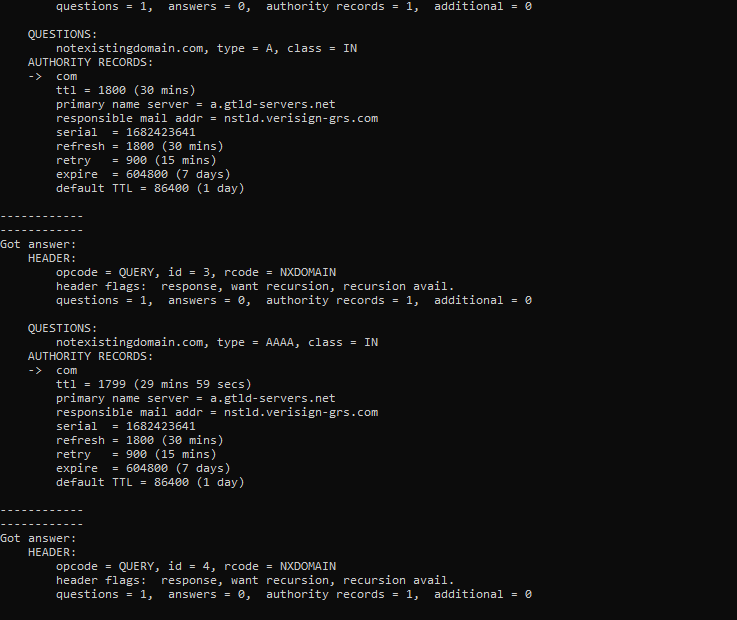 questions = 1,  answers = 0,  authority records = 1,  additional = 0
QUESTIONS:
notexistingdomain.com, type = A, class = IN
AUTHORITY RECORDS:
->  com
ttl = 1800 (30 mins)
primary name server = a.gtld-servers.net
responsible mail addr = nstld.verisign-grs.com
serial  = 1682423641
refresh = 1800 (30 mins)
retry   = 900 (15 mins)
expire  = 604800 (7 days)
default TTL = 86400 (1 day)
------------
------------
Got answer:
HEADER:
opcode = QUERY, id = 3, rcode = NXDOMAIN
header flags:  response, want recursion, recursion avail.
questions = 1,  answers = 0,  authority records = 1,  additional = 0
QUESTIONS:
notexistingdomain.com, type = AAAA, class = IN
AUTHORITY RECORDS:
->  com
ttl = 1799 (29 mins 59 secs)
primary name server = a.gtld-servers.net
responsible mail addr = nstld.verisign-grs.com
serial  = 1682423641
refresh = 1800 (30 mins)
retry   = 900 (15 mins)
expire  = 604800 (7 days)
default TTL = 86400 (1 day)
------------
------------
Got answer:
HEADER:
opcode = QUERY, id = 4, rcode = NXDOMAIN
header flags:  response, want recursion, recursion avail.
questions = 1,  answers = 0,  authority records = 1,  additional = 0